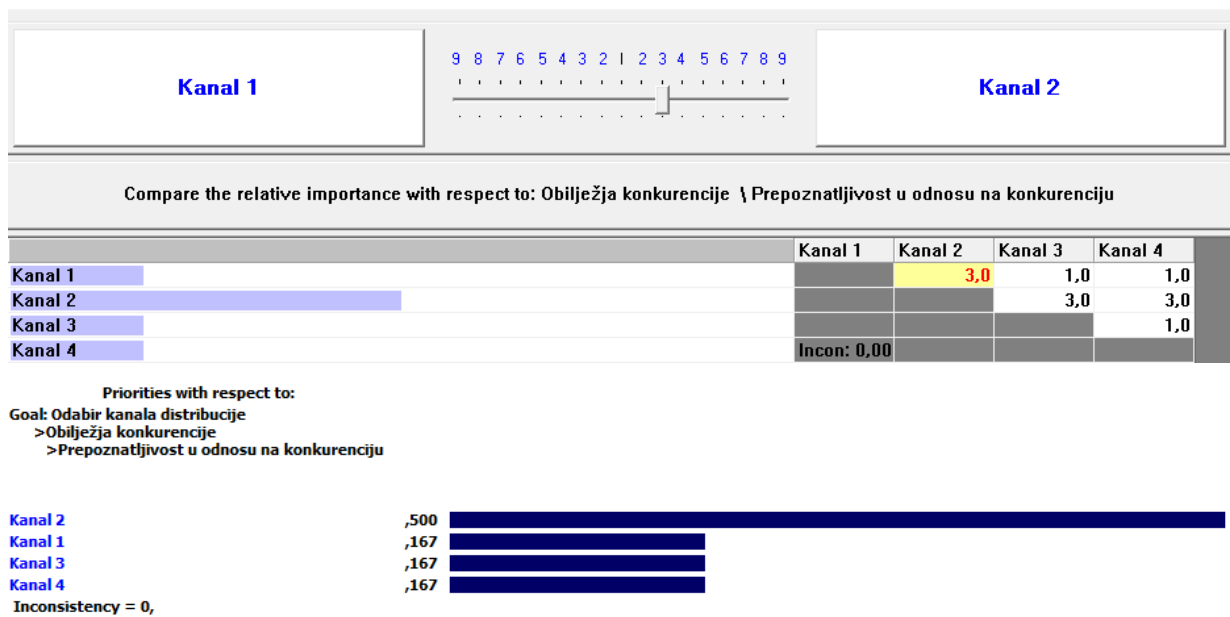 Kanal 1
9 8 7 6 5 4 3 2 1 2 3 4 5 6 7 8 9
Kanal 2
Compare the relative importance with respect to: Obilježja konkurencije \ Prepoznatljivost u odnosu na konkurenciju
Kanal 1 Kanal 2 Kanal 3 Kanal 4
Kanal 1 3,0 1,0 1,0
Kanal 2 3,0 3,0
Kanal 3 1,0
Kanal 4 Incon: 0,00
Priorities with respect to:
Goal: Odabir kanala distribucije
>Obilježja konkurencije
>Prepoznatljivost u odnosu na konkurenciju
Kanal 2 ,500
Kanal 1 ,167
Kanal 3 ,167
Kanal 4 ,167
Inconsistency = 0,